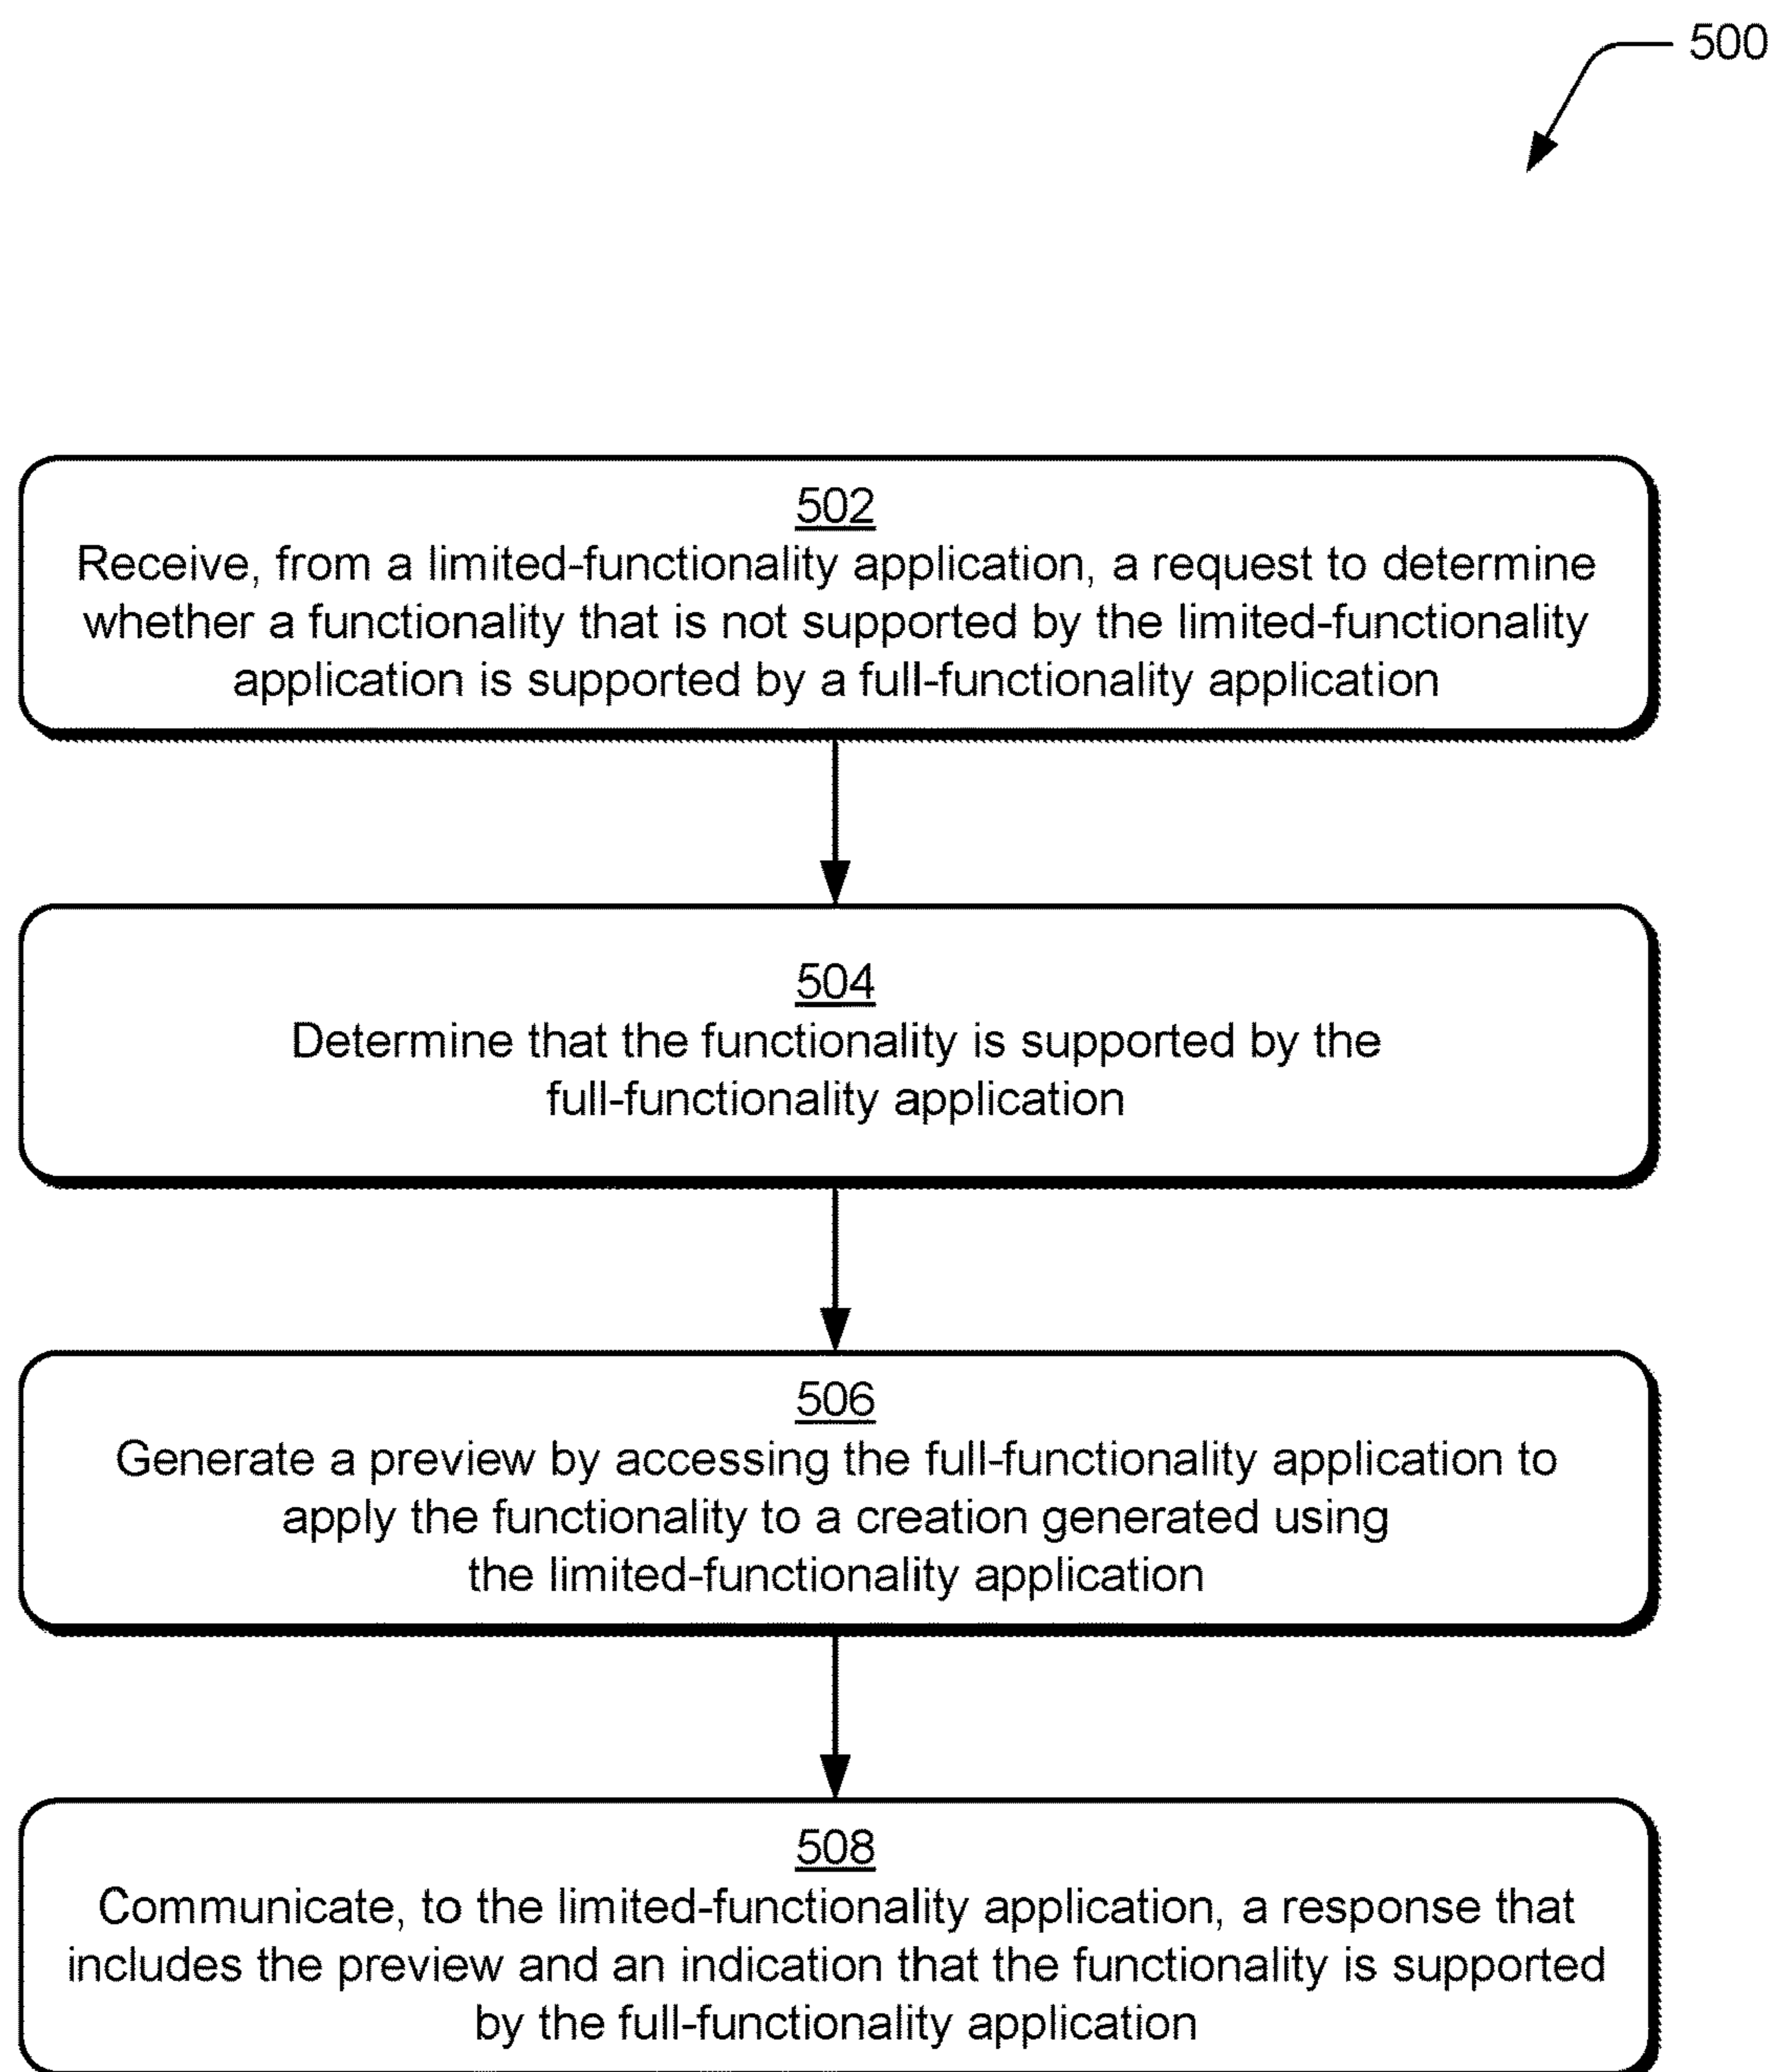 500
502
Receive, from a limited-functionality application, a request to determine
whether a functionality that is not supported by the limited-functionality
application is supported by a full-functionality application
504
Determine that the functionality is supported by the
full-functionality application
506
Generate a preview by accessing the full-functionality application to
apply the functionality to a creation generated using
the limited-functionality application
508
Communicate, to the limited-functionality application, a response that
includes the preview and an indication that the functionality is supported
by the full-functionality application